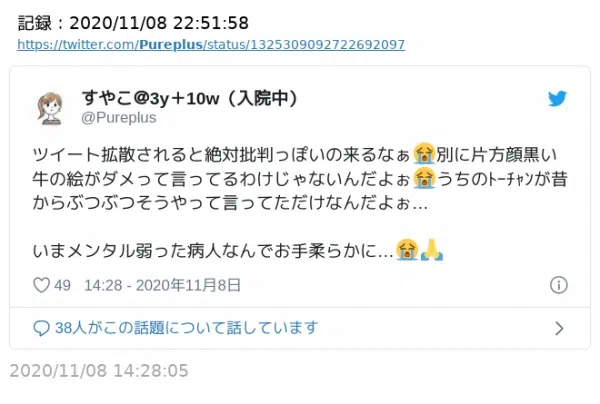 記録：2020/11/08 22:51:58
https://twitter.com/Pureplus/status/1325309092722692097
すやこ@3y＋10w（入院中）
@Pureplus
ツイート拡散されると絶対批判っぽいの来るなぁ😭別に片方顔黒い
牛の絵がダメって言ってるわけじゃないんだよぉ😭うちのﾄｰﾁｬﾝが昔
からぶつぶつそうやって言ってただけなんだよぉ…
いまメンタル弱った病人なんでお手柔らかに…😭🙏
49 14:28 - 2020年11月8日
38人がこの話題について話しています
2020/11/08 14:28:05